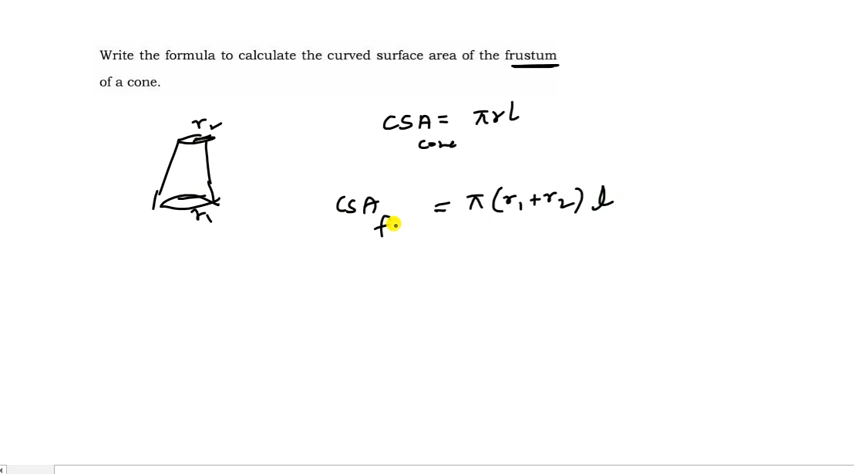 Write the formula to calculate the curved surface area of the frustum
of a cone.
r₂
CSA = πrl
cone
CSA = π(r₁+r₂) l
f
r₁